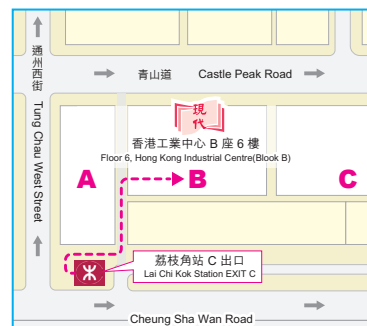 通州西街 Tung Chau West Street
青山道 Castle Peak Road
現代
香港工業中心 B 座 6 樓
Floor 6, Hong Kong Industrial Centre(Blook B)
A
B
C
荔枝角站 C 出口
Lai Chi Kok Station EXIT C
Cheung Sha Wan Road